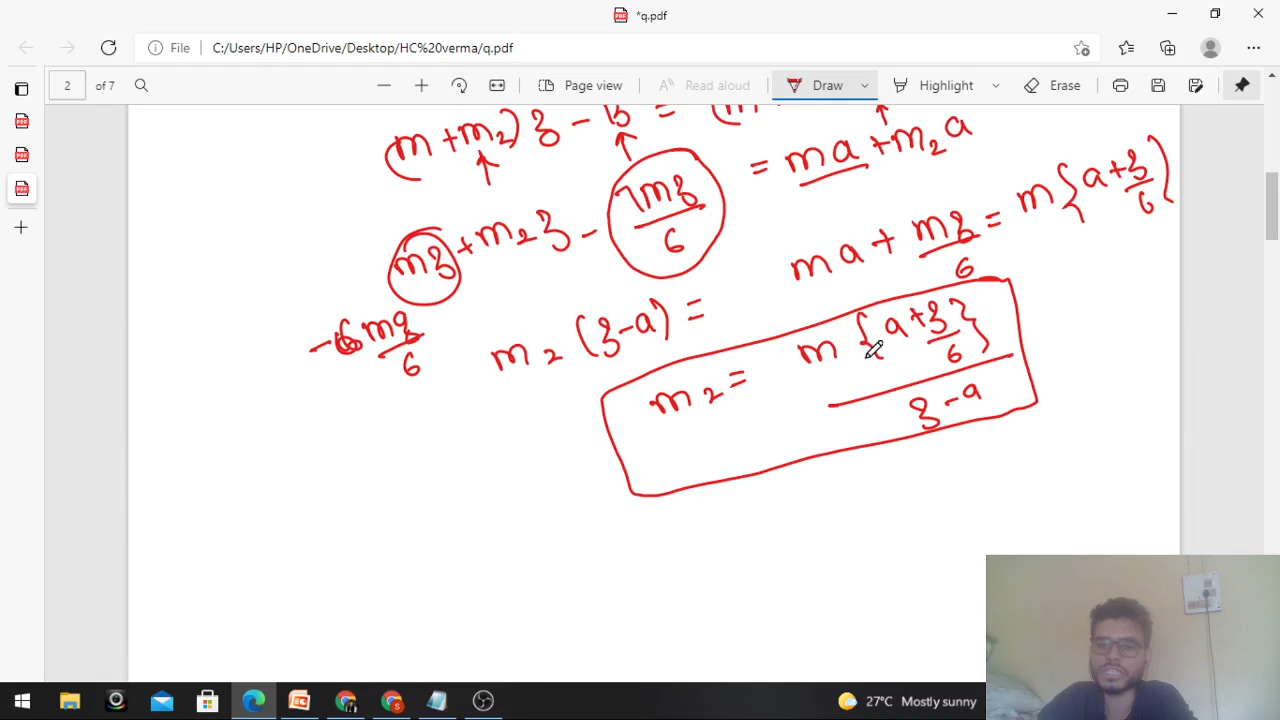 *q.pdf
File C:/Users/HP/OneDrive/Desktop/HC%20verma/q.pdf
2 of 7 Page view Read aloud Draw Highlight Erase
(m + m₂) g - B = (m
mg + m₂g - 7mg/6 = ma + m₂a
ma + mg/6 = m{a + g/6}
- 6mg/6
m₂ (g-a) =
m₂ = m{a + g/6} / g-a
27°C Mostly sunny